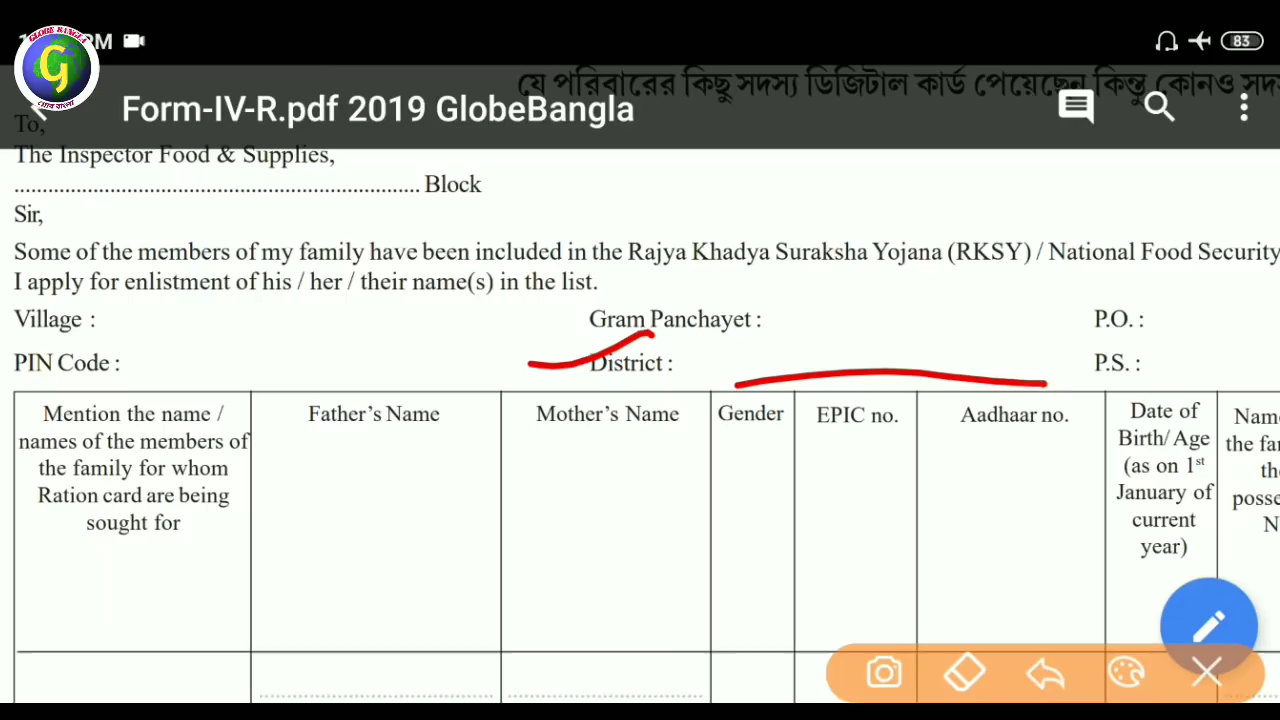 GLOBE BANGLA
G
গ্লোব বাংলা
PM
83
যে পরিবারের কিছু সদস্য ডিজিটাল কার্ড পেয়েছেন কিন্তু কোনও
Form-IV-R.pdf 2019 GlobeBangla
To,
The Inspector Food & Supplies,
.................................................................... Block
Sir,
Some of the members of my family have been included in the Rajya Khadya Suraksha Yojana (RKSY) / National Food Security
I apply for enlistment of his / her / their name(s) in the list.
Village : Gram Panchayet : P.O. :
PIN Code : District : P.S. :
Mention the name / names of the members of the family for whom Ration card are being sought for
Father's Name
Mother's Name
Gender
EPIC no.
Aadhaar no.
Date of Birth/ Age (as on 1st January of current year)
the